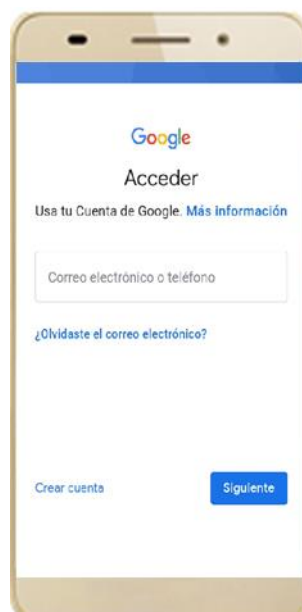 Google
Acceder
Usa tu Cuenta de Google. Más información
Correo electrónico o teléfono
¿Olvidaste el correo electrónico?
Crear cuenta
Siguiente